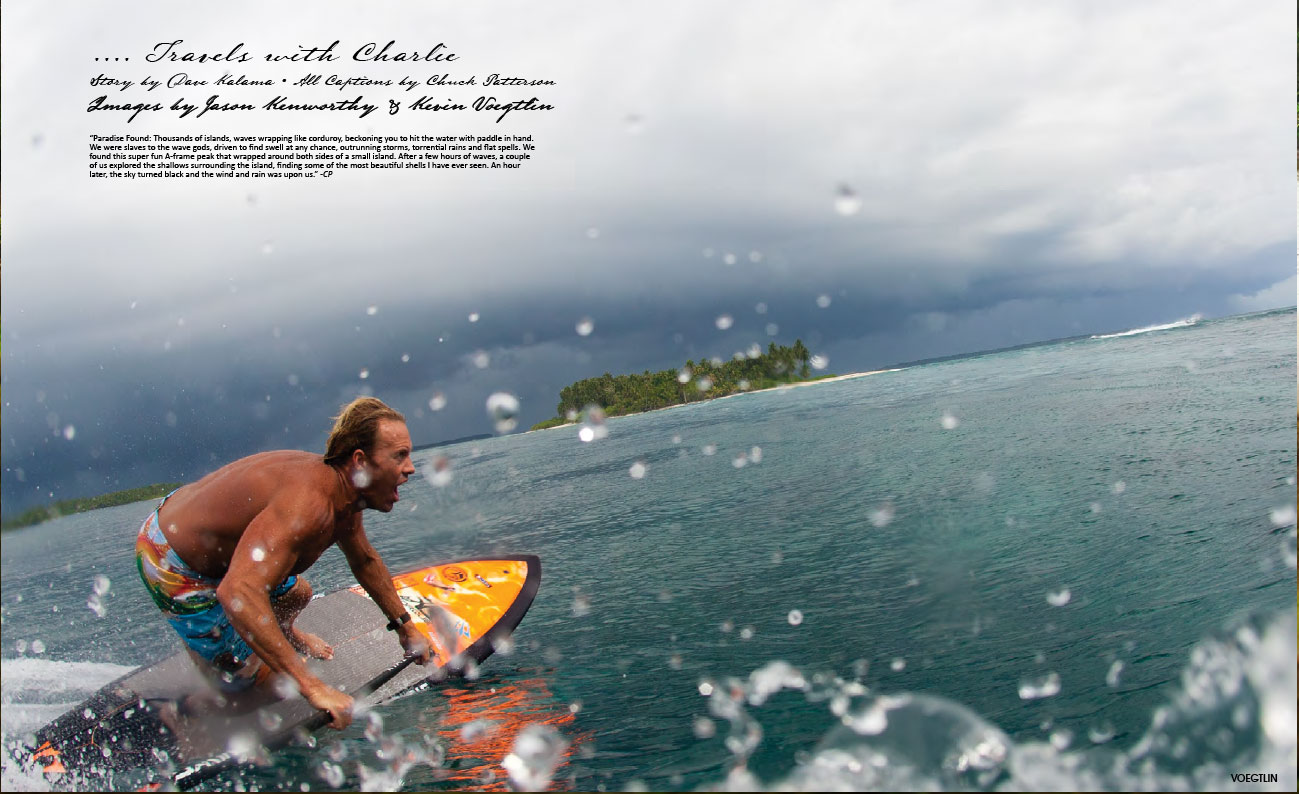 .... Travels with Charlie
Story by Dave Kalama • All Captions by Chuck Patterson
Images by Jason Kenworthy & Kevin Voegtlin
“Paradise Found: Thousands of islands, waves wrapping like corduroy, beckoning you to hit the water with paddle in hand.
We were slaves to the wave gods, driven to find swell at any chance, outrunning storms, torrential rains and flat spells. We
found this super fun A-frame peak that wrapped around both sides of a small island. After a few hours of waves, a couple
of us explored the shallows surrounding the island, finding some of the most beautiful shells I have ever seen. An hour
later, the sky turned black and the wind and rain was upon us.” -CP
VOEGTLIN